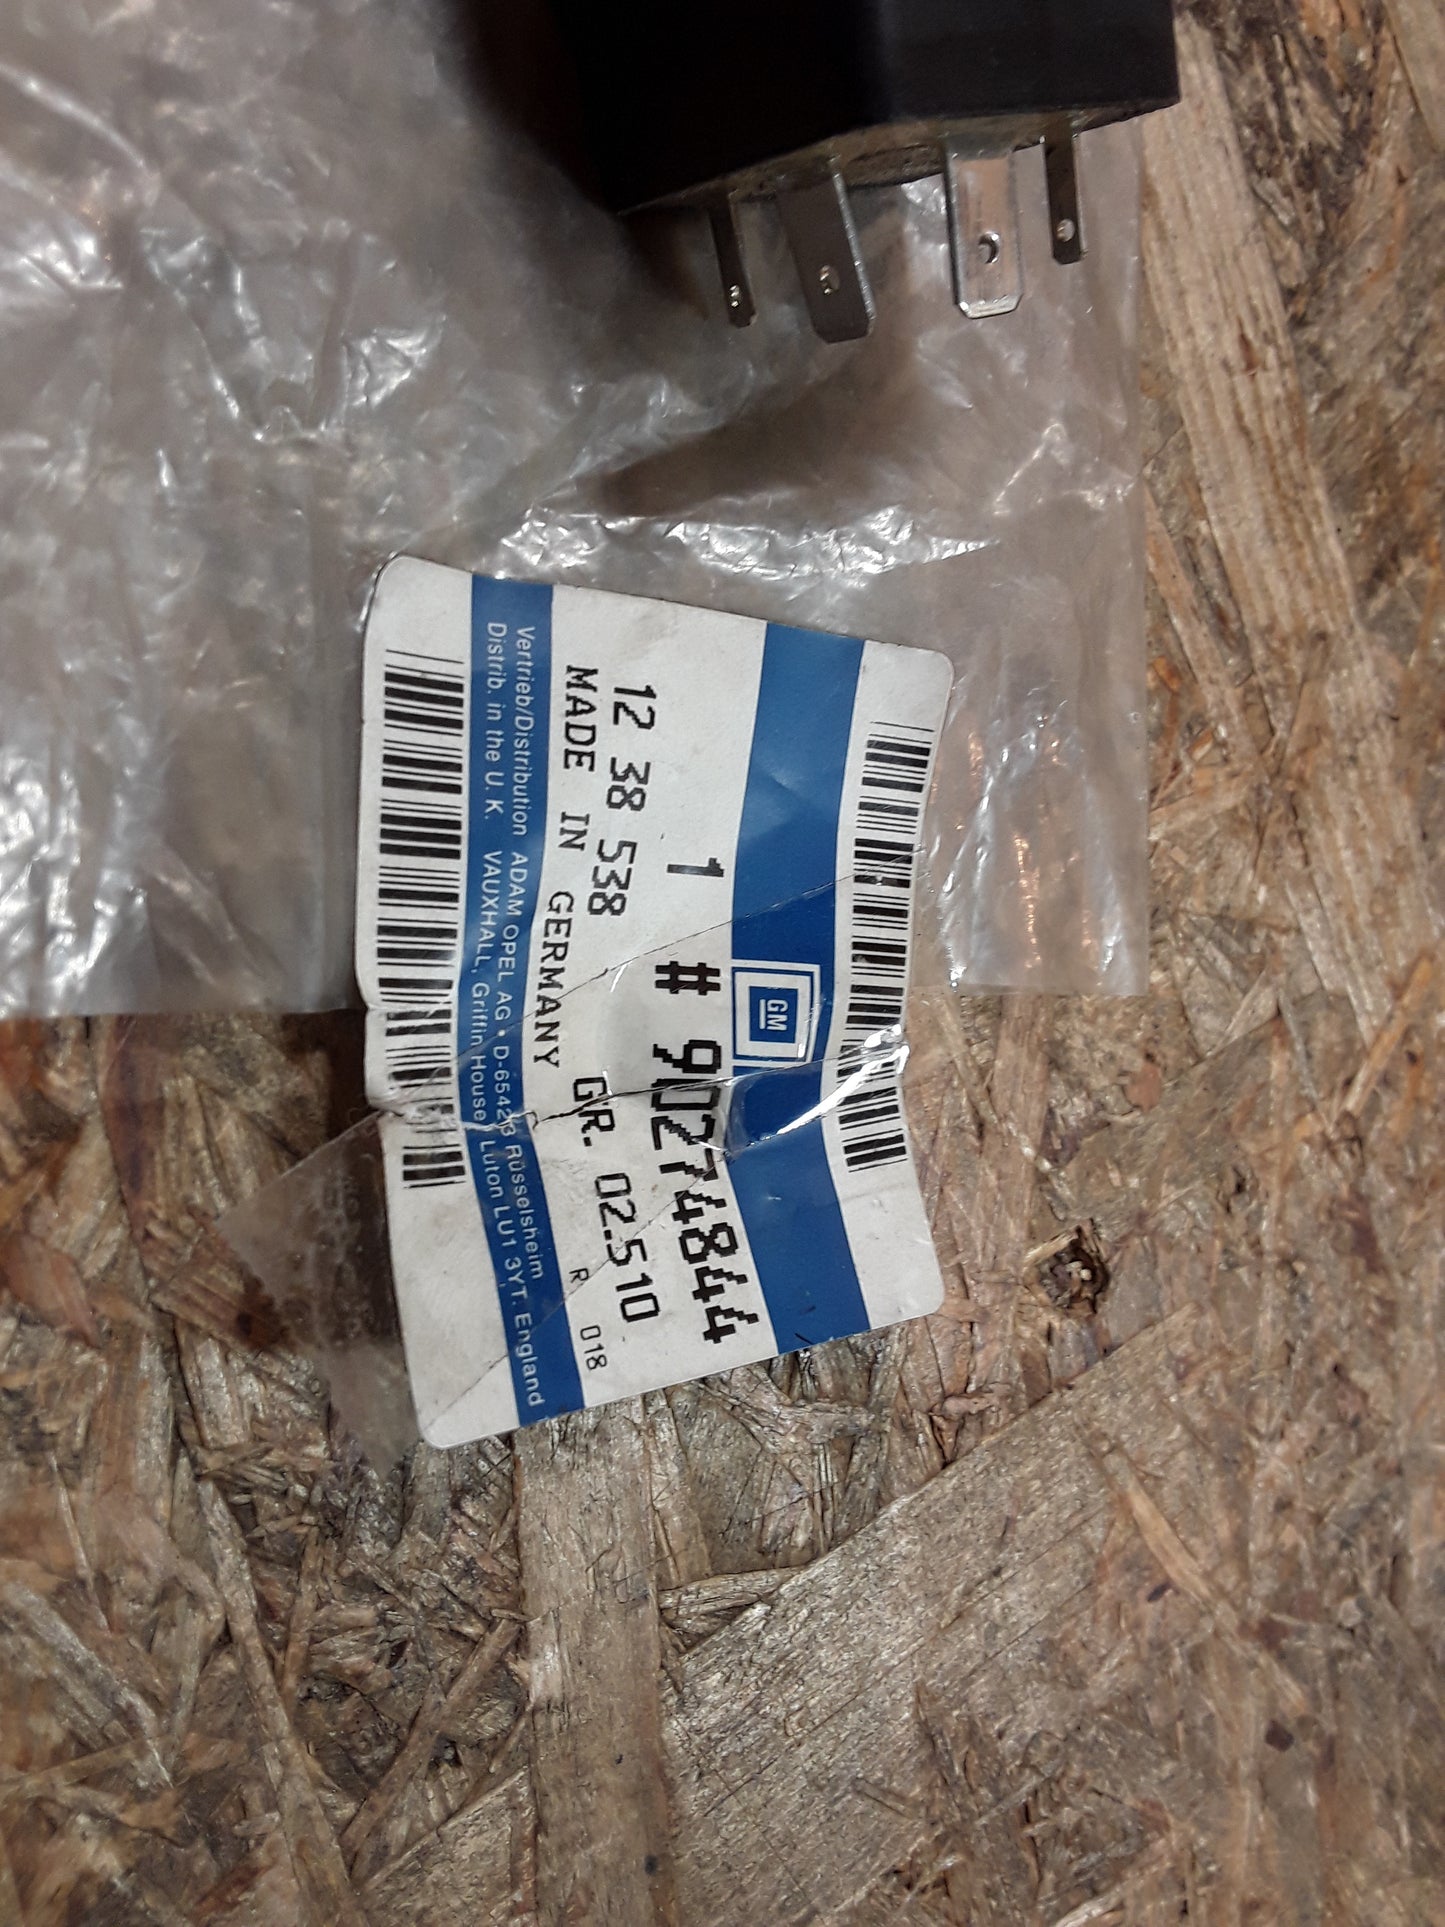 GM
1 # 90274844
12 38 538 GR. 02.510
MADE IN GERMANY R 018
Vertrieb/Distribution ADAM OPEL AG • D-65423 Rüsselsheim
Distrib. in the U. K. VAUXHALL, Griffin House, Luton LU1 3YT. England